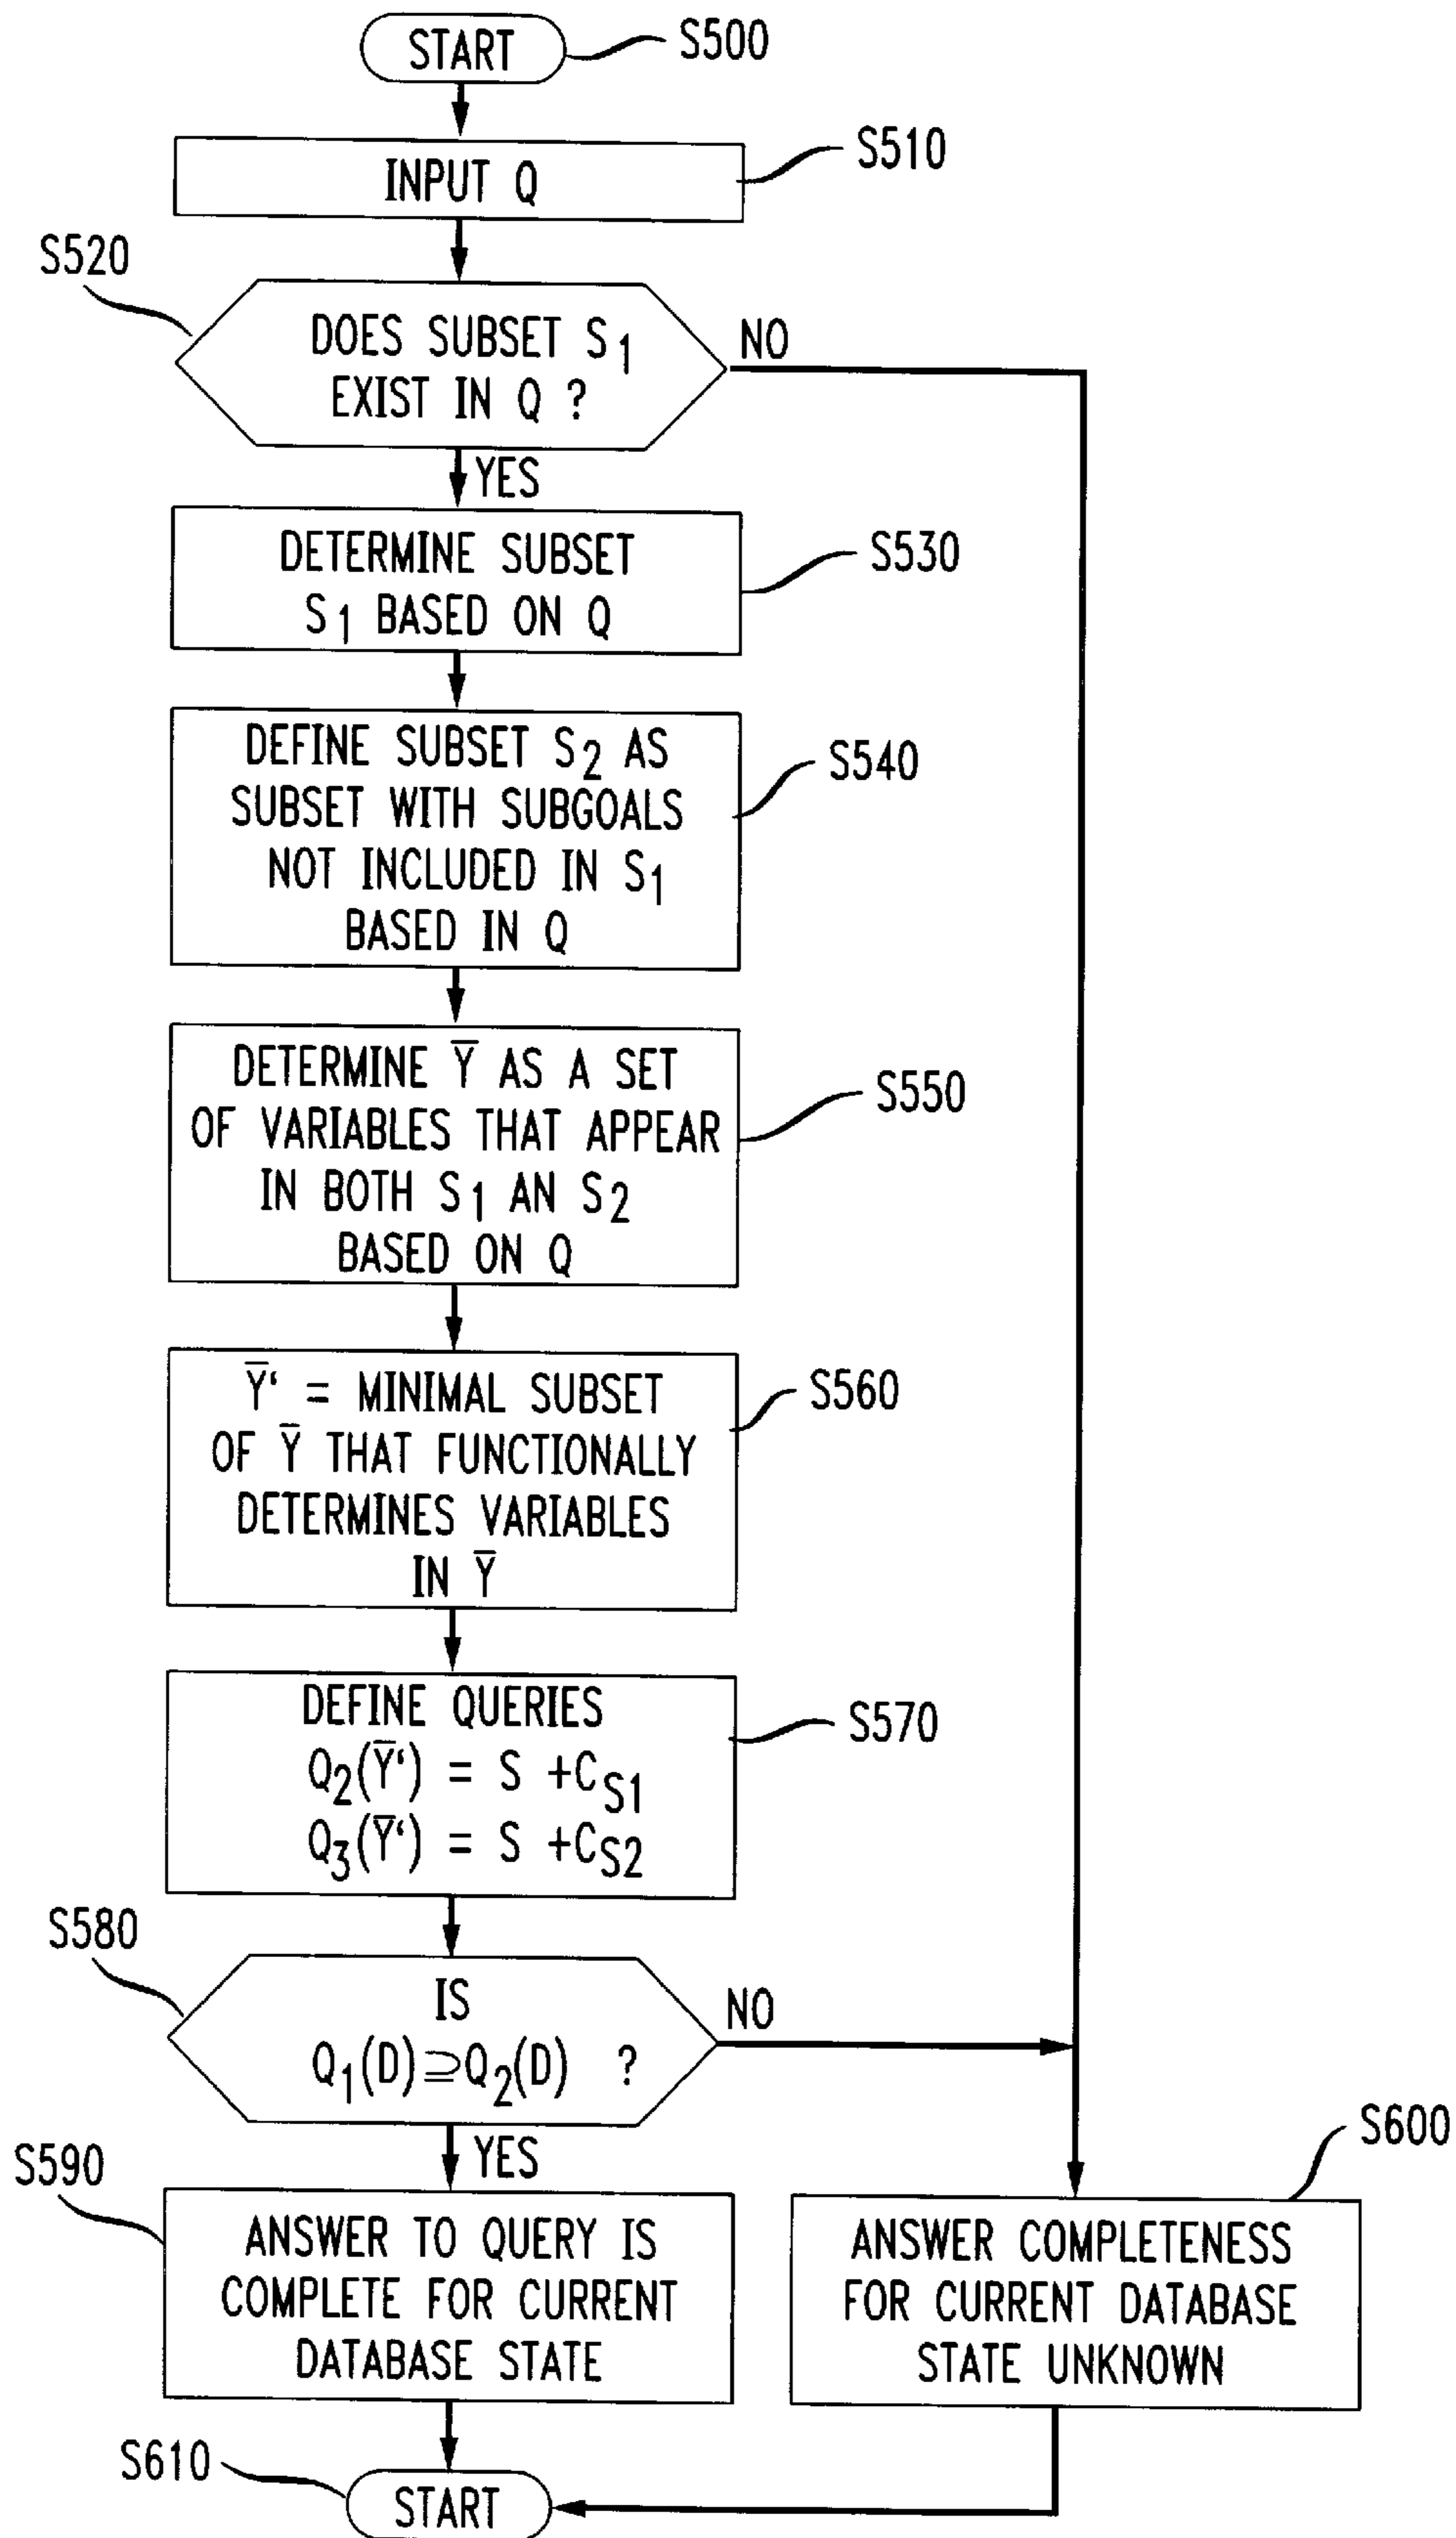 START
S500
INPUT Q
S510
S520
DOES SUBSET S1
EXIST IN Q ?
NO
YES
DETERMINE SUBSET
S1 BASED ON Q
S530
DEFINE SUBSET S2 AS
SUBSET WITH SUBGOALS
NOT INCLUDED IN S1
BASED IN Q
S540
DETERMINE Y̅ AS A SET
OF VARIABLES THAT APPEAR
IN BOTH S1 AN S2
BASED ON Q
S550
Y̅‘ = MINIMAL SUBSET
OF Y̅ THAT FUNCTIONALLY
DETERMINES VARIABLES
IN Y̅
S560
DEFINE QUERIES
Q2(Y̅‘) = S +CS1
Q3(Y̅‘) = S +CS2
S570
S580
IS
Q1(D)⊇Q2(D) ?
NO
YES
S590
ANSWER TO QUERY IS
COMPLETE FOR CURRENT
DATABASE STATE
S600
ANSWER COMPLETENESS
FOR CURRENT DATABASE
STATE UNKNOWN
S610
START